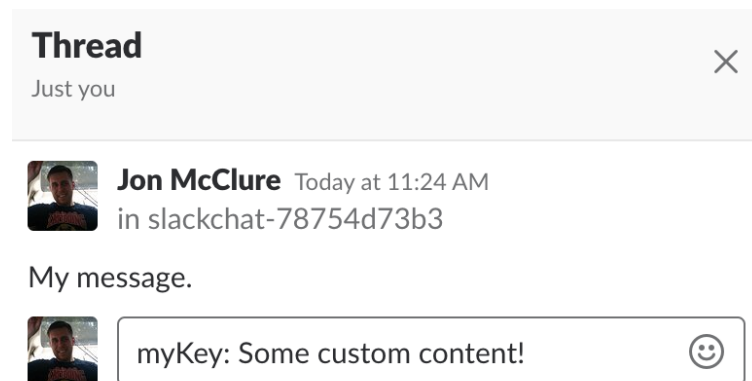 Thread
Just you
Jon McClure Today at 11:24 AM
in slackchat-78754d73b3
My message.
myKey: Some custom content!